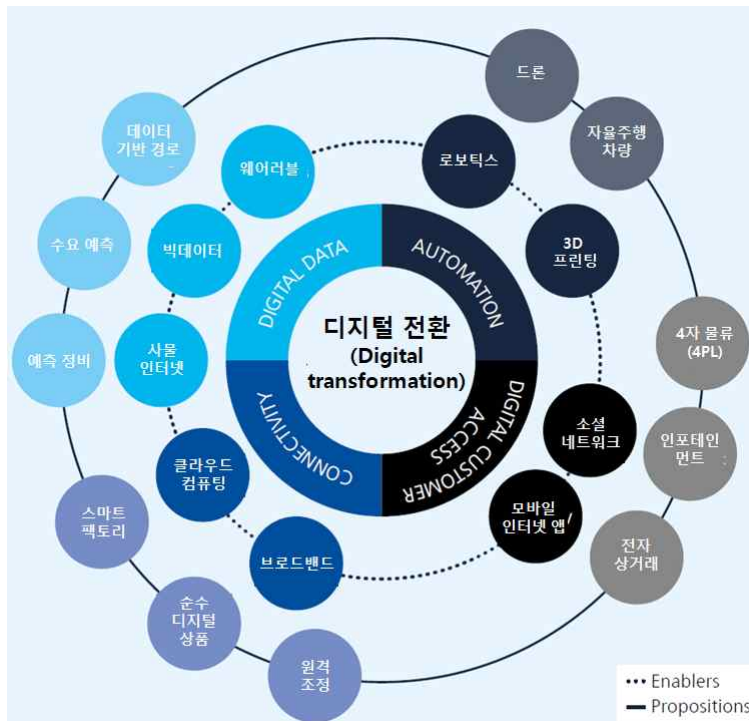 드론
자율주행
차량
데이터
기반 경로
웨어러블
로보틱스
수요 예측
빅데이터
3D
프린팅
DIGITAL DATA
AUTOMATION
디지털 전환
(Digital
transformation)
CONNECTIVITY
DIGITAL CUSTOMER
ACCESS
예측 정비
사물
인터넷
4자 물류
(4PL)
소셜
네트워크
인포테인
먼트
클라우드
컴퓨팅
모바일
인터넷 앱
스마트
팩토리
브로드밴드
전자
상거래
순수
디지털
상품
원격
조정
Enablers
Propositions